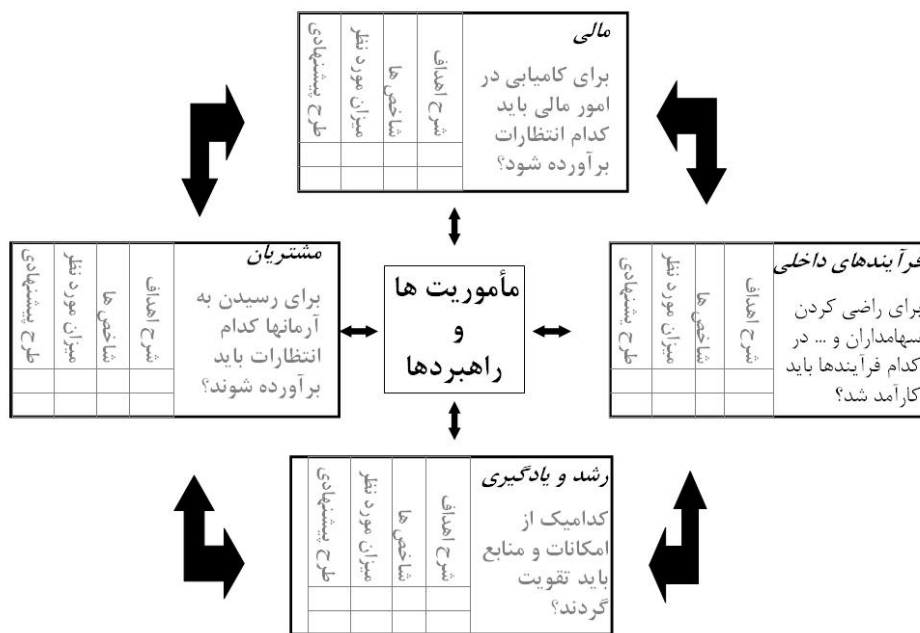 مالی
برای کامیابی در
امور مالی باید
کدام انتظارات
برآورده شود؟
شرح اهداف
شاخص ها
میزان مورد نظر
طرح پیشنهادی
فرآیندهای داخلی
برای راضی کردن
سهامداران و ... در
کدام فرآیندها باید
کارآمد شد؟
شرح اهداف
شاخص ها
میزان مورد نظر
طرح پیشنهادی
مأموریت ها
و
راهبردها
مشتریان
برای رسیدن به
آرمانها کدام
انتظارات باید
برآورده شوند؟
شرح اهداف
شاخص ها
میزان مورد نظر
طرح پیشنهادی
رشد و یادگیری
کدامیک از
امکانات و منابع
باید تقویت
گردند؟
شرح اهداف
شاخص ها
میزان مورد نظر
طرح پیشنهادی